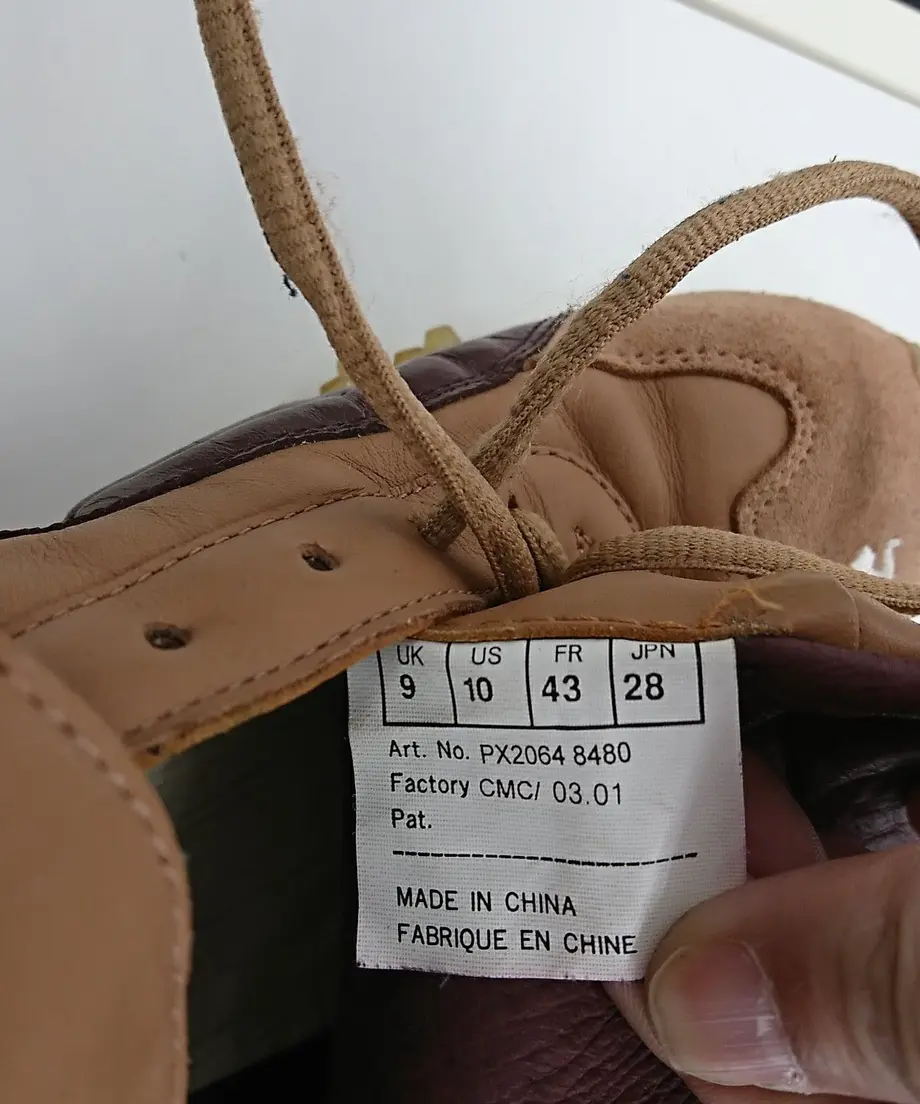 UK US FR JPN
9 10 43 28
Art. No. PX2064 8480
Factory CMC/ 03.01
Pat.
MADE IN CHINA
FABRIQUE EN CHINE